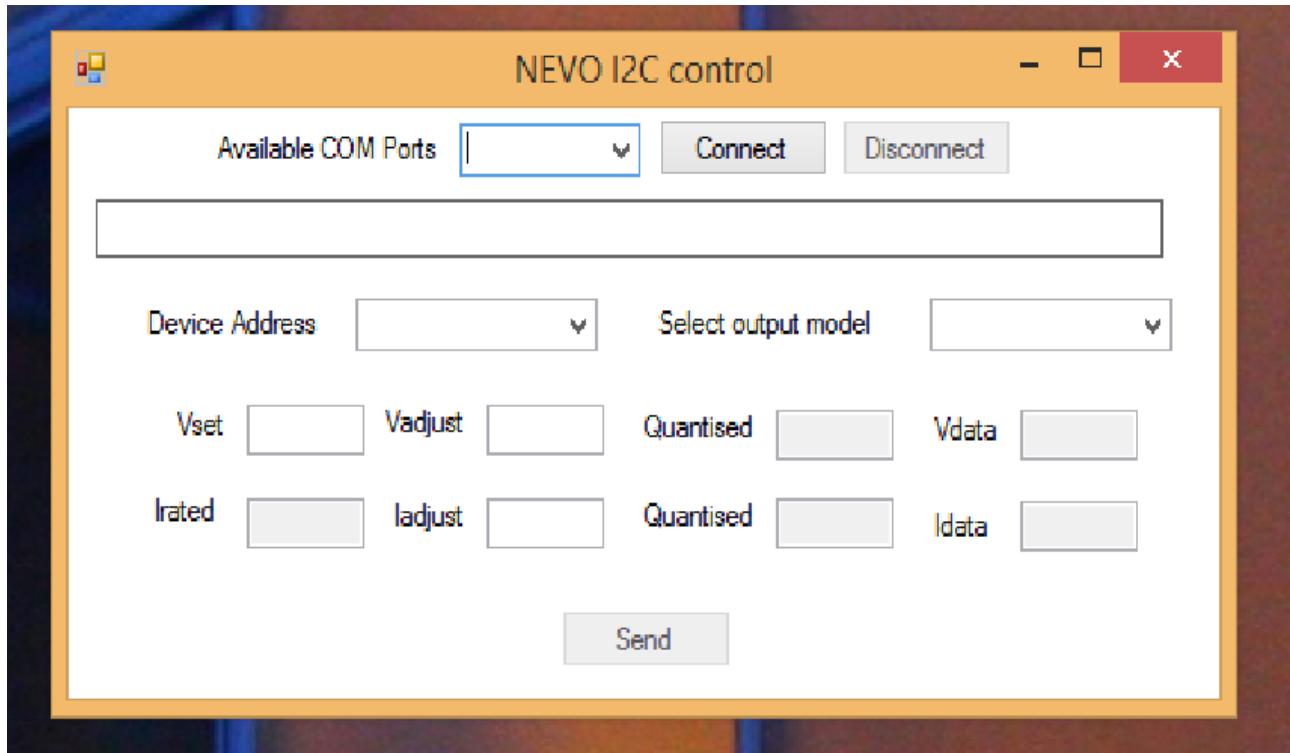 NEVO I2C control
Available COM Ports Connect Disconnect
Device Address Select output model
Vset Vadjust Quantised Vdata
Irated Iadjust Quantised Idata
Send